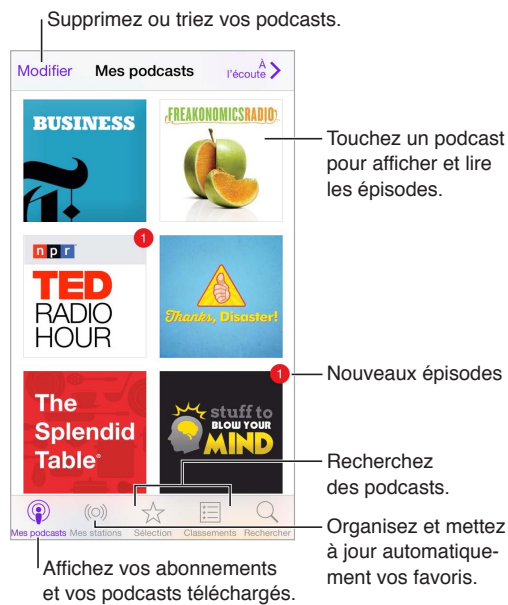 Supprimez ou triez vos podcasts.
Modifier
Mes podcasts
À
l'écoute
BUSINESS
FREAKONOMICSRADIO
Touchez un podcast
pour afficher et lire
les épisodes.
npr
1
TED
RADIO
HOUR
Thanks, Disaster!
The
Splendid
Table®
1
stuff to
BLOW YOUR
MIND
Nouveaux épisodes
Recherchez
des podcasts.
Mes podcasts
Mes stations
Sélection
Classements
Rechercher
Organisez et mettez
à jour automatique-
ment vos favoris.
Affichez vos abonnements
et vos podcasts téléchargés.